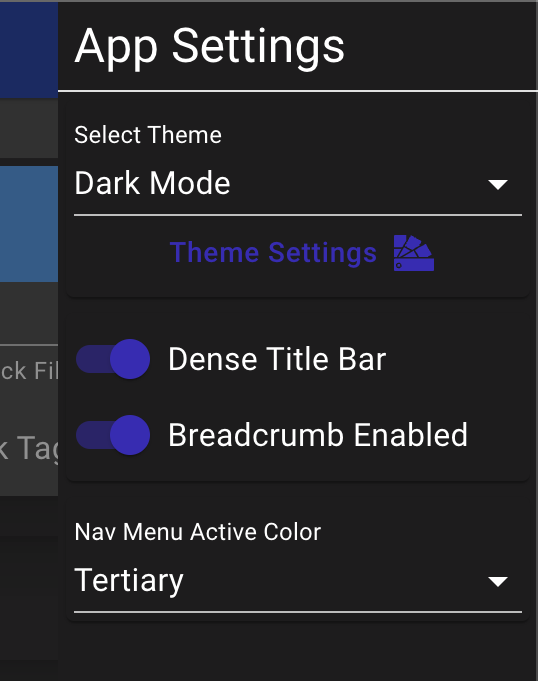 App Settings
Select Theme
Dark Mode
Theme Settings
Dense Title Bar
ck Fil
Breadcrumb Enabled
k Tag
Nav Menu Active Color
Tertiary